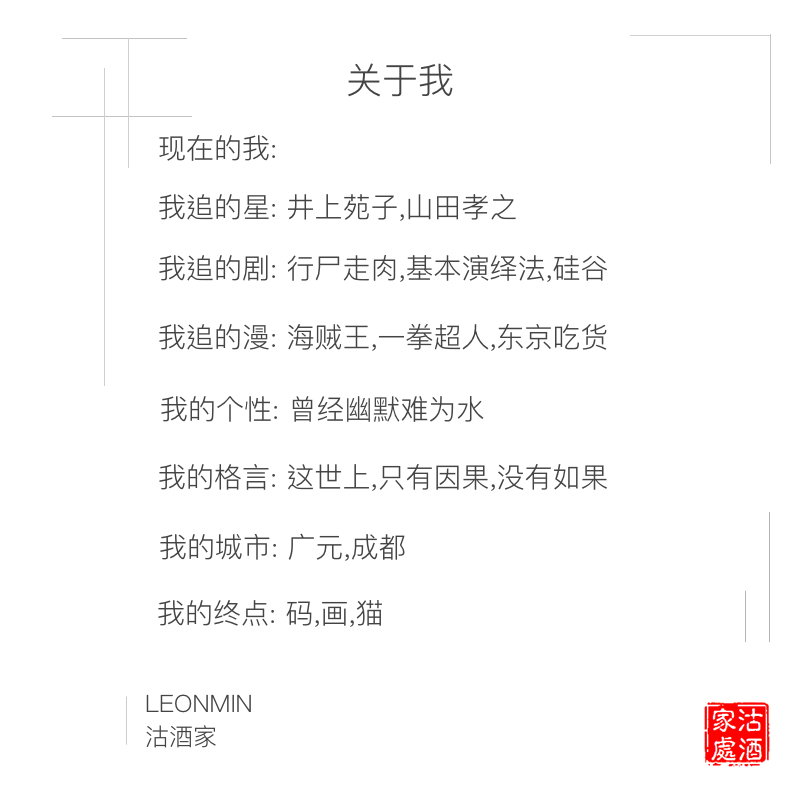 关于我
现在的我:
我追的星: 井上苑子,山田孝之
我追的剧: 行尸走肉,基本演绎法,硅谷
我追的漫: 海贼王,一拳超人,东京吃货
我的个性: 曾经幽默难为水
我的格言: 这世上,只有因果,没有如果
我的城市: 广元,成都
我的终点: 码,画,猫
LEONMIN
沽酒家
沽酒
家處